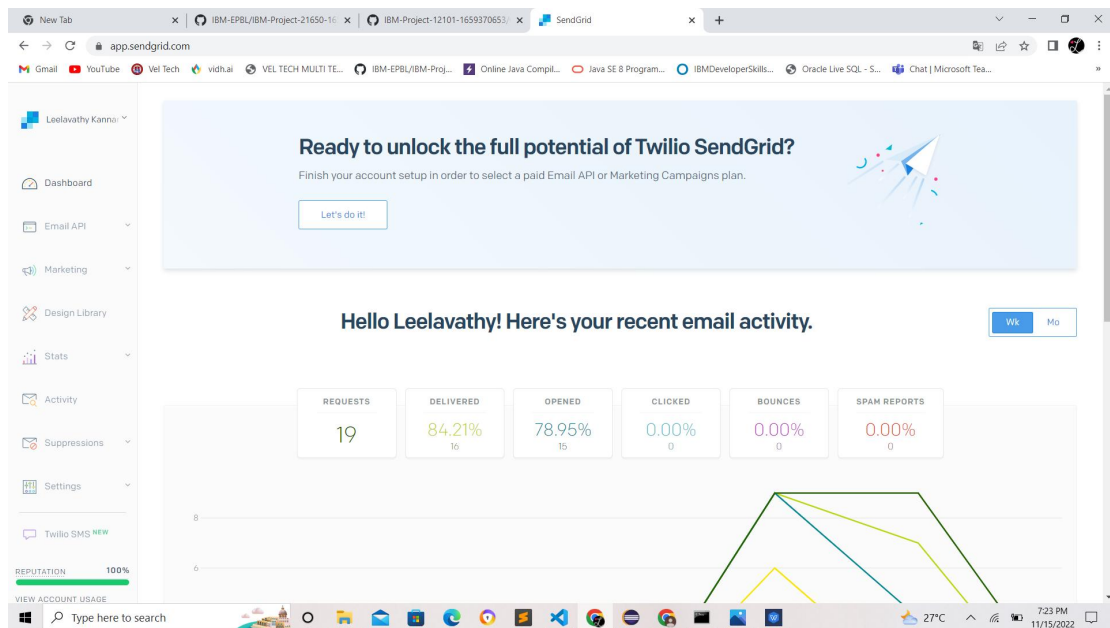 New Tab
IBM-EPBL/IBM-Project-21650-16
IBM-Project-12101-1659370653/
SendGrid
app.sendgrid.com
Gmail
YouTube
Vel Tech
vidh.ai
VEL TECH MULTI TE...
IBM-EPBL/IBM-Proj...
Online Java Compil...
Java SE 8 Program...
IBMDeveloperSkills...
Oracle Live SQL - S...
Chat | Microsoft Tea...
»
Leelavathy Kanna
Dashboard
Email API
Marketing
Design Library
Stats
Activity
Suppressions
Settings
Twilio SMS NEW
REPUTATION 100%
VIEW ACCOUNT USAGE
Ready to unlock the full potential of Twilio SendGrid?
Finish your account setup in order to select a paid Email API or Marketing Campaigns plan.
Let's do it!
Hello Leelavathy! Here's your recent email activity.
Wk Mo
REQUESTS
19
DELIVERED
84.21%
16
OPENED
78.95%
15
CLICKED
0.00%
0
BOUNCES
0.00%
0
SPAM REPORTS
0.00%
0
8
6
Type here to search
27°C
7:23 PM
11/15/2022